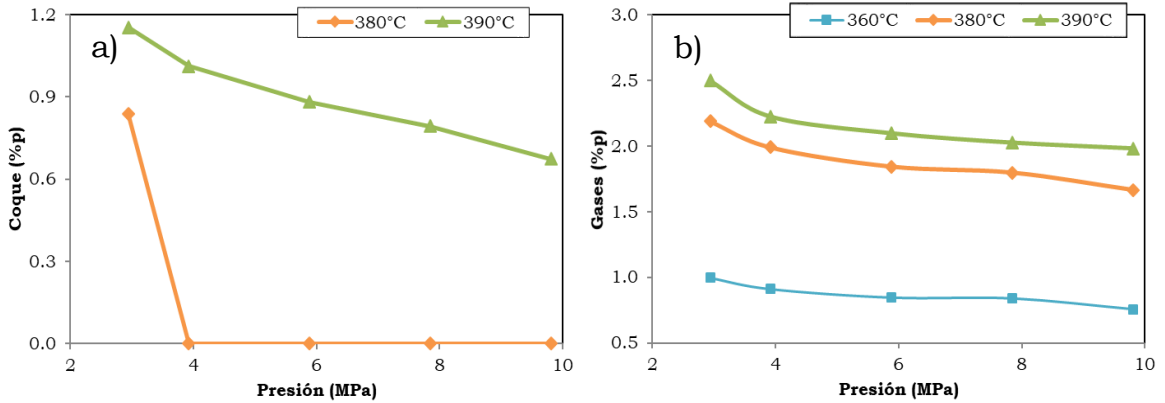 380°C 390°C
a)
1.2
0.9
0.6
0.3
0.0
Coque (%p)
2 4 6 8 10
Presión (MPa)
360°C 380°C 390°C
b)
3.0
2.5
2.0
1.5
1.0
0.5
Gases (%p)
2 4 6 8 10
Presión (MPa)